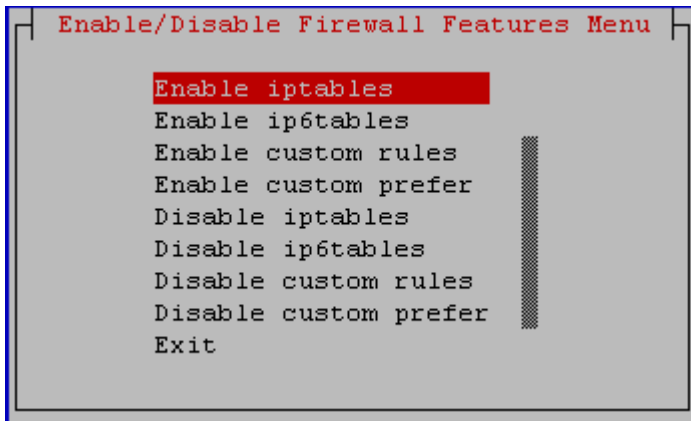 Enable/Disable Firewall Features Menu
Enable iptables
Enable ip6tables
Enable custom rules
Enable custom prefer
Disable iptables
Disable ip6tables
Disable custom rules
Disable custom prefer
Exit